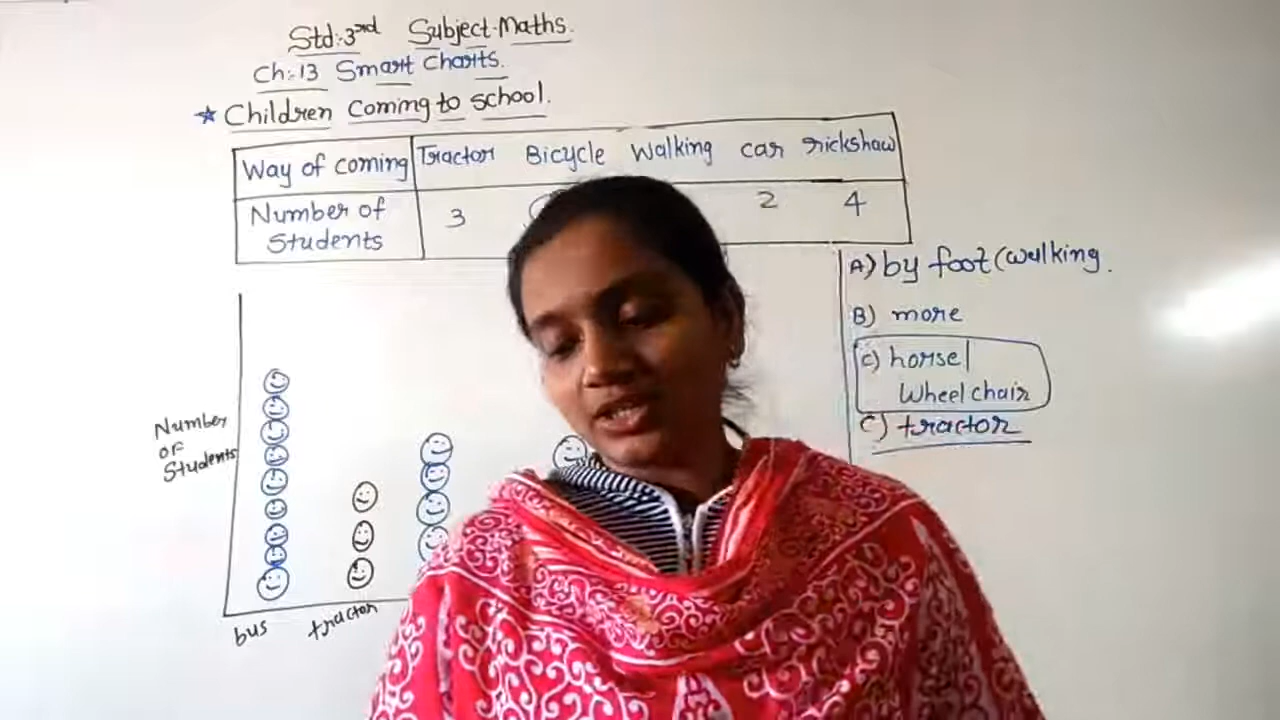 Std:-3rd Subject-Maths.
Ch:-13 Smart Charts.
★ Children Coming to school.
Way of coming Tractor Bicycle Walking car rickshaw
Number of Students 3 2 4
A) by foot (walking.
B) more
C) horse/
Wheel chair
C) tractor
Number
of
Students
bus tractor